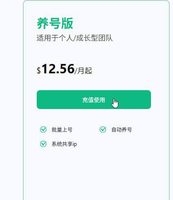 养号版
适用于个人/成长型团队
$12.56/月起
充值使用
批量上号 自动养号
系统共享ip